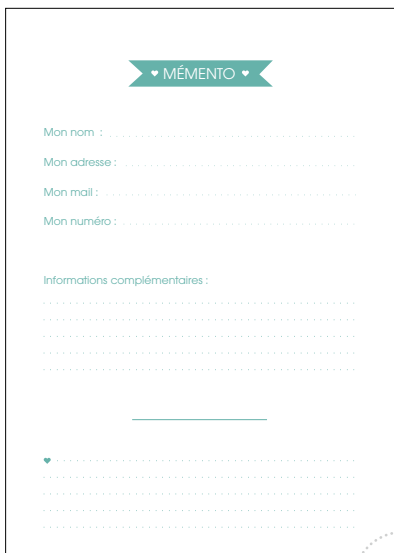 MÉMENTO
Mon nom :
Mon adresse :
Mon mail :
Mon numéro :
Informations complémentaires :